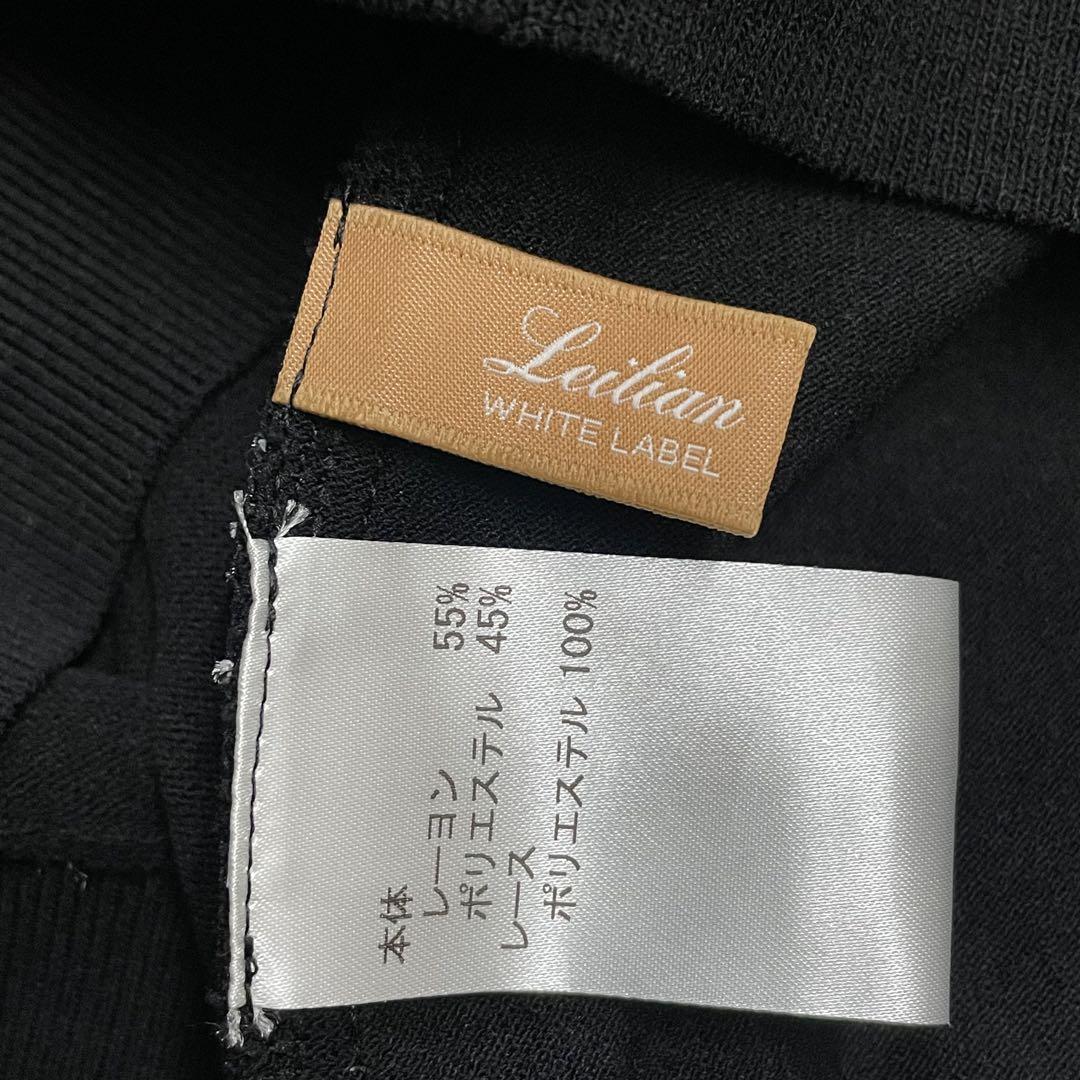 Leilian
WHITE LABEL
本体
レーヨン 55%
ポリエステル 45%
レース
ポリエステル 100%